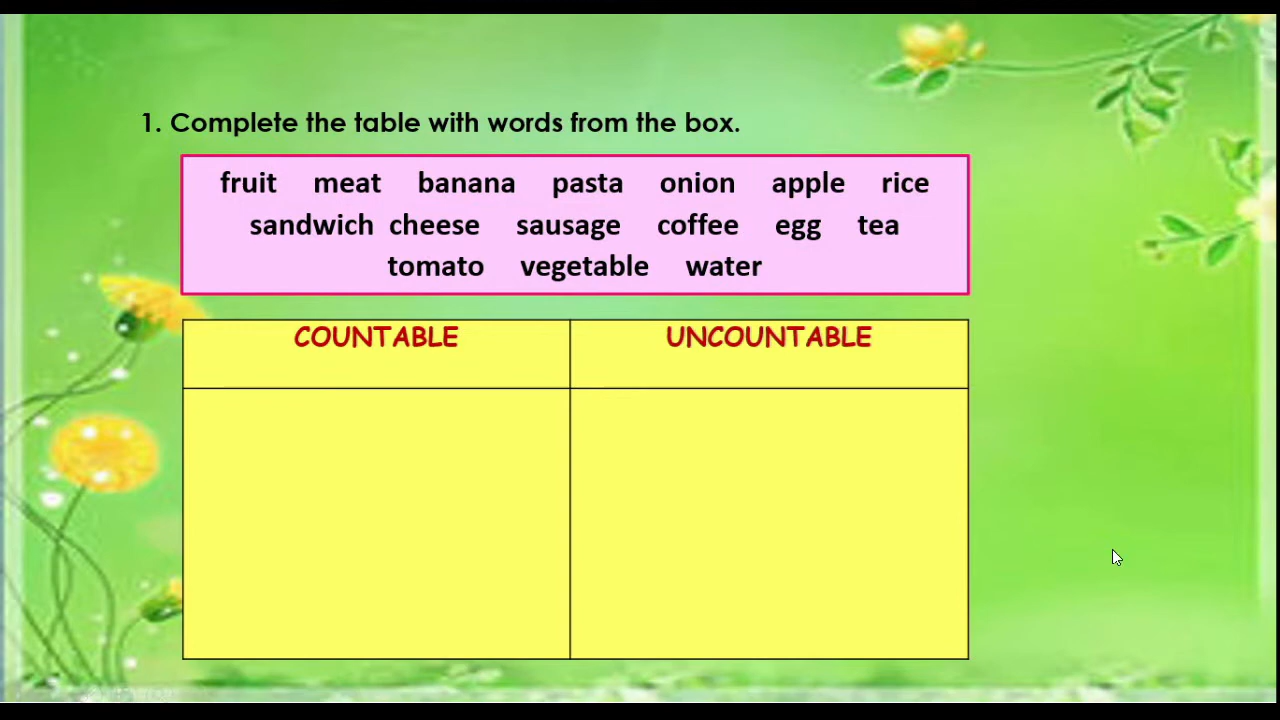 1. Complete the table with words from the box.
fruit meat banana pasta onion apple rice
sandwich cheese sausage coffee egg tea
tomato vegetable water
COUNTABLE UNCOUNTABLE